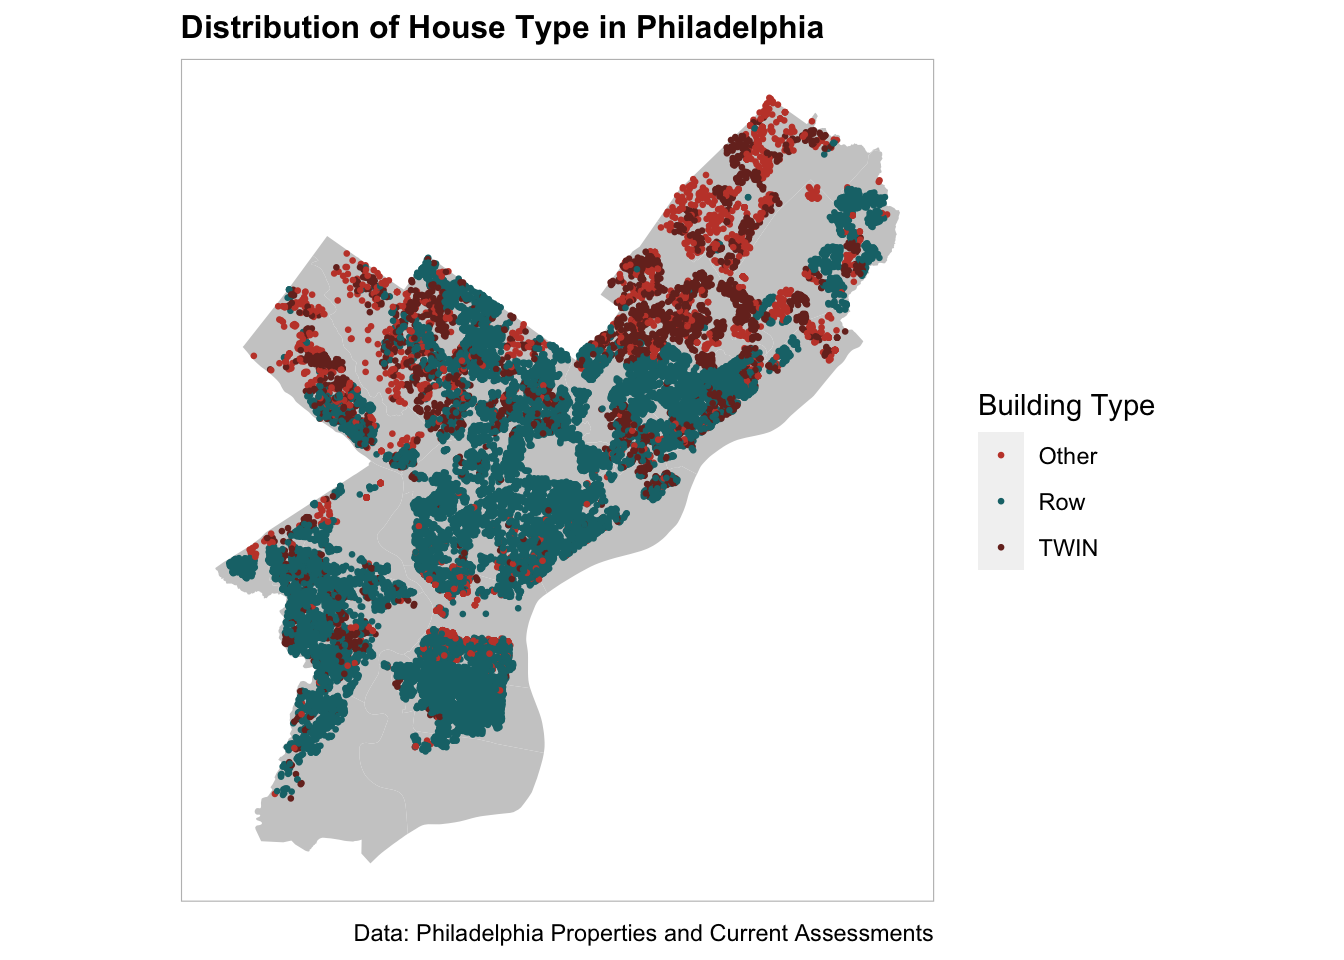 Distribution of House Type in Philadelphia
Building Type
Other
Row
TWIN
Data: Philadelphia Properties and Current Assessments